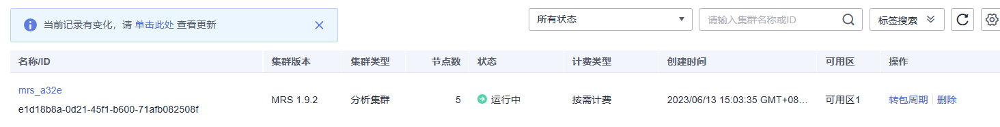 当前记录有变化，请 单击此处 查看更新
所有状态
请输入集群名称或ID
标签搜索
名称/ID 集群版本 集群类型 节点数 状态 计费类型 创建时间 可用区 操作
mrs_a32e
e1d18b8a-0d21-45f1-b600-71afb082508f
MRS 1.9.2 分析集群 5 运行中 按需计费 2023/06/13 15:03:35 GMT+08... 可用区1 转包周期 删除